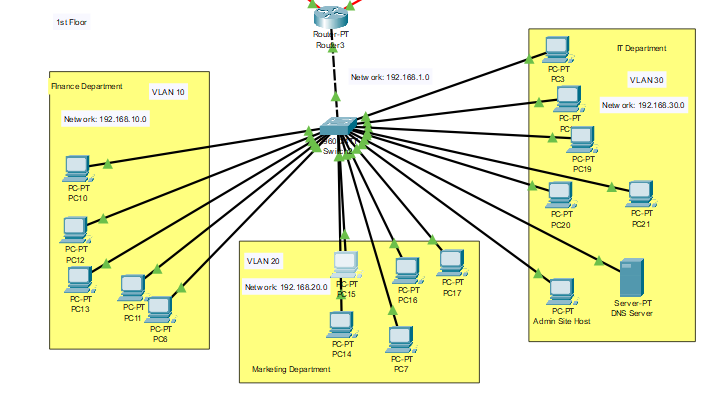 1st Floor
Router-PT
Router3
Network: 192.168.1.0
Finance Department
VLAN 10
Network: 192.168.10.0
PC-PT
PC10
PC-PT
PC12
PC-PT
PC13
PC-PT
PC11
PC-PT
PC6
VLAN 20
Network: 192.168.20.0
PC-PT
PC15
PC-PT
PC16
PC-PT
PC17
PC-PT
PC14
PC-PT
PC7
Marketing Department
IT Department
VLAN 30
Network: 192.168.30.0
PC-PT
PC3
PC-PT
PC-PT
PC19
PC-PT
PC20
PC-PT
PC21
PC-PT
Admin Site Host
Server-PT
DNS Server